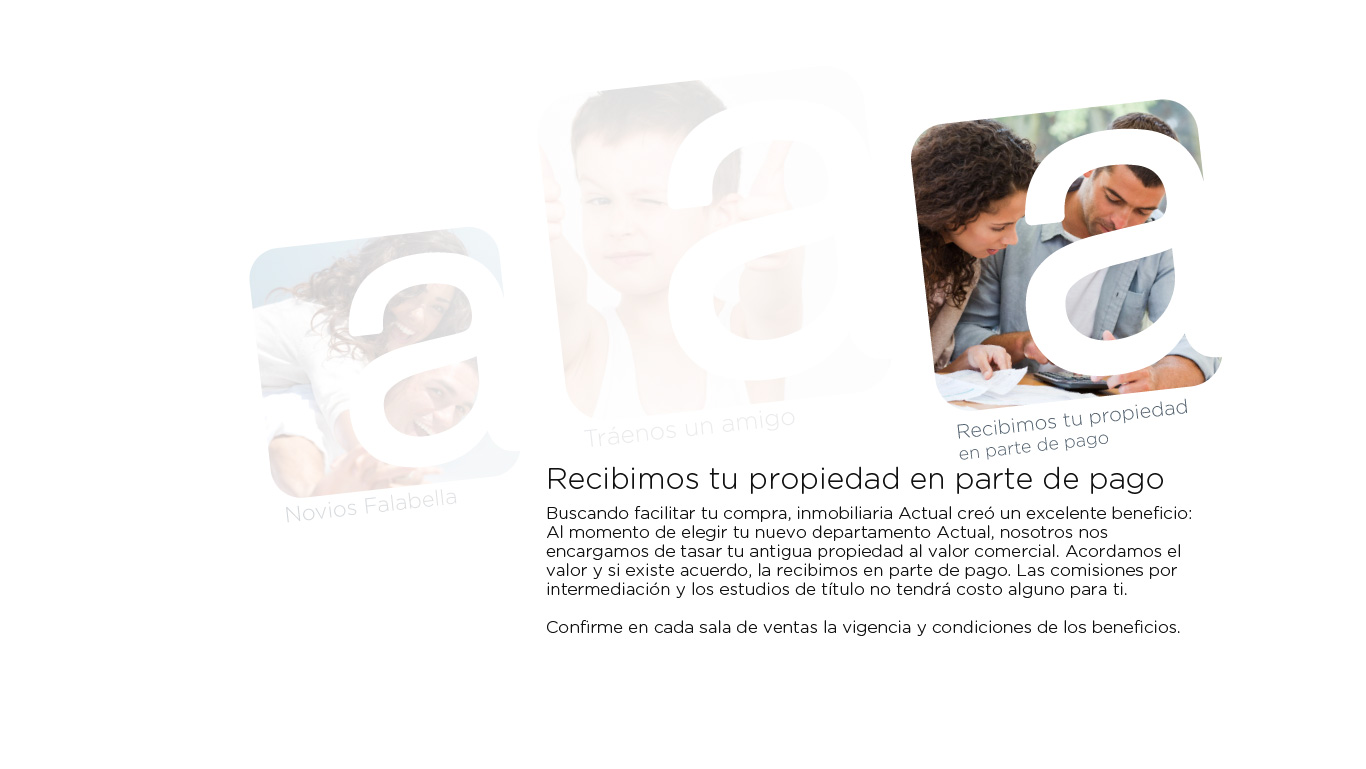 a
a
a
Tráenos un amigo
Recibimos tu propiedad
en parte de pago
Novios Falabella
Recibimos tu propiedad en parte de pago
Buscando facilitar tu compra, inmobiliaria Actual creó un excelente beneficio:
Al momento de elegir tu nuevo departamento Actual, nosotros nos
encargamos de tasar tu antigua propiedad al valor comercial. Acordamos el
valor y si existe acuerdo, la recibimos en parte de pago. Las comisiones por
intermediación y los estudios de título no tendrá costo alguno para ti.
Confirme en cada sala de ventas la vigencia y condiciones de los beneficios.